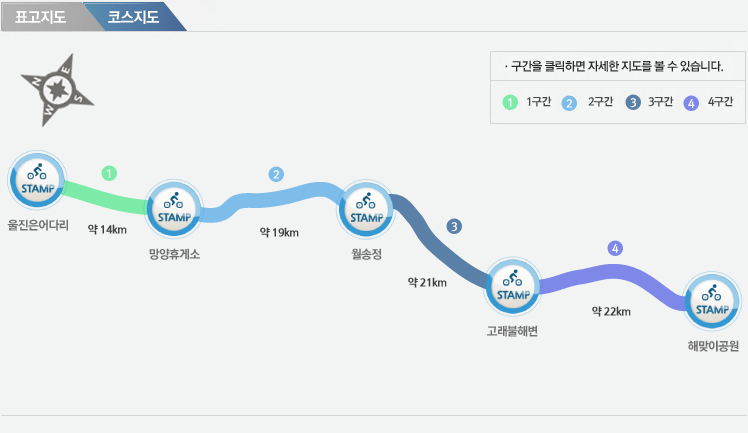 표고지도
코스지도
· 구간을 클릭하면 자세한 지도를 볼 수 있습니다.
1 1구간 2 2구간 3 3구간 4 4구간
N E
W S
1
2
3
4
STAMP
STAMP
STAMP
STAMP
STAMP
울진은어다리
약 14km
망양휴게소
약 19km
월송정
약 21km
고래불해변
약 22km
해맞이공원